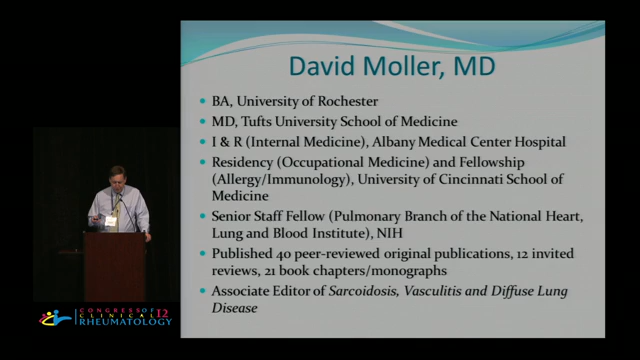 David Moller, MD
• BA, University of Rochester
• MD, Tufts University School of Medicine
• I & R (Internal Medicine), Albany Medical Center Hospital
• Residency (Occupational Medicine) and Fellowship
(Allergy/Immunology), University of Cincinnati School of
Medicine
• Senior Staff Fellow (Pulmonary Branch of the National Heart,
Lung and Blood Institute), NIH
• Published 40 peer-reviewed original publications, 12 invited
reviews, 21 book chapters/monographs
• Associate Editor of Sarcoidosis, Vasculitis and Diffuse Lung
Disease
CONGRESS OF
CLINICAL 12
RHEUMATOLOGY